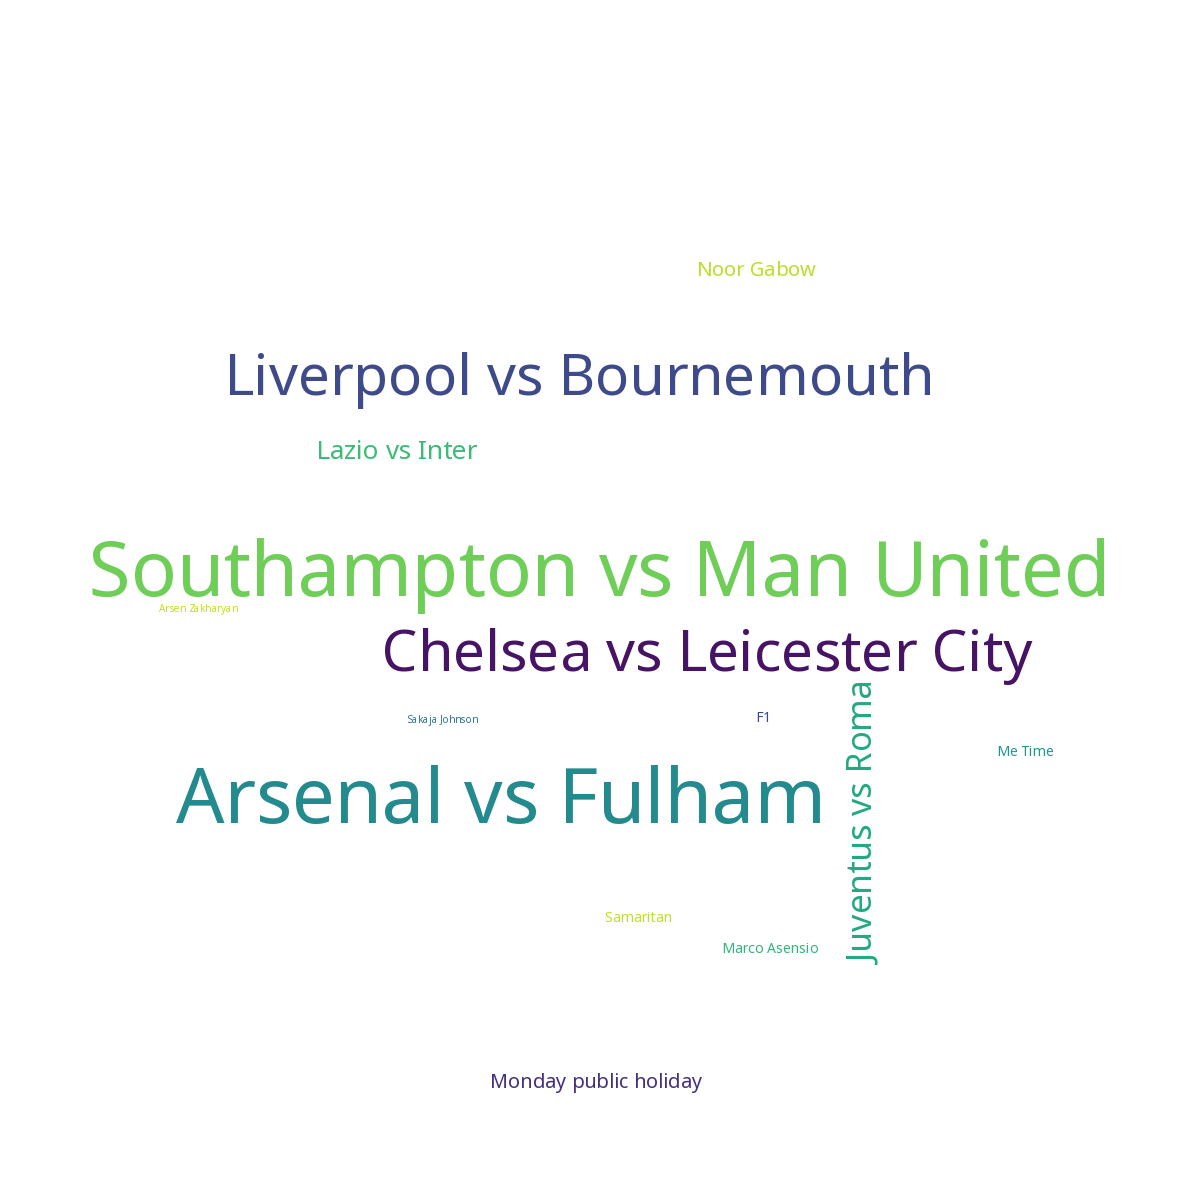 Noor Gabow
Liverpool vs Bournemouth
Lazio vs Inter
Southampton vs Man United
Arsen Zakharyan
Chelsea vs Leicester City
Sakaja Johnson
F1
Juventus vs Roma
Me Time
Arsenal vs Fulham
Samaritan
Marco Asensio
Monday public holiday